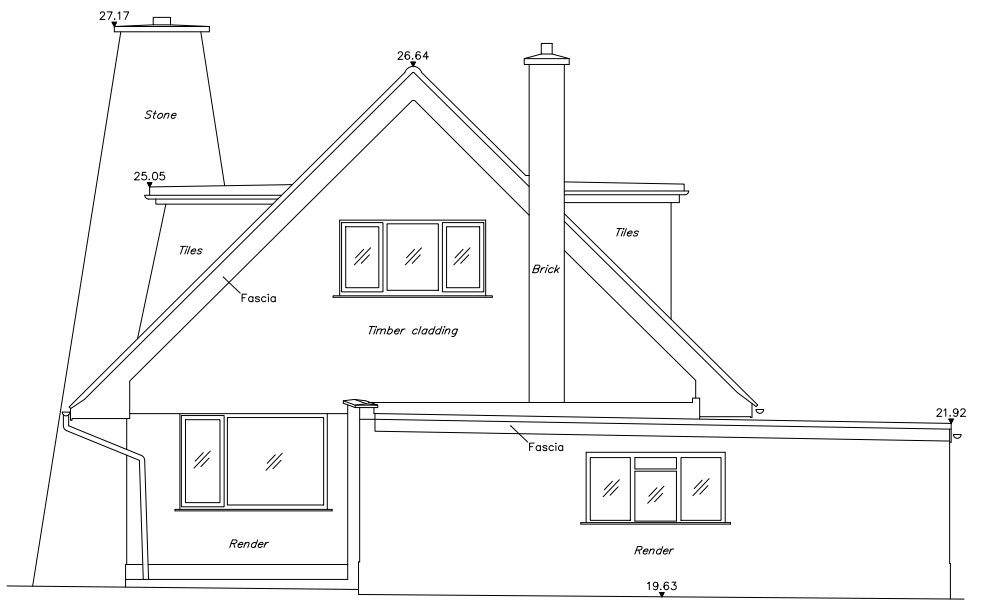 27.17
26.64
Stone
25.05
Tiles
Tiles
Brick
Fascia
Timber cladding
21.92
Fascia
Render
Render
19.63